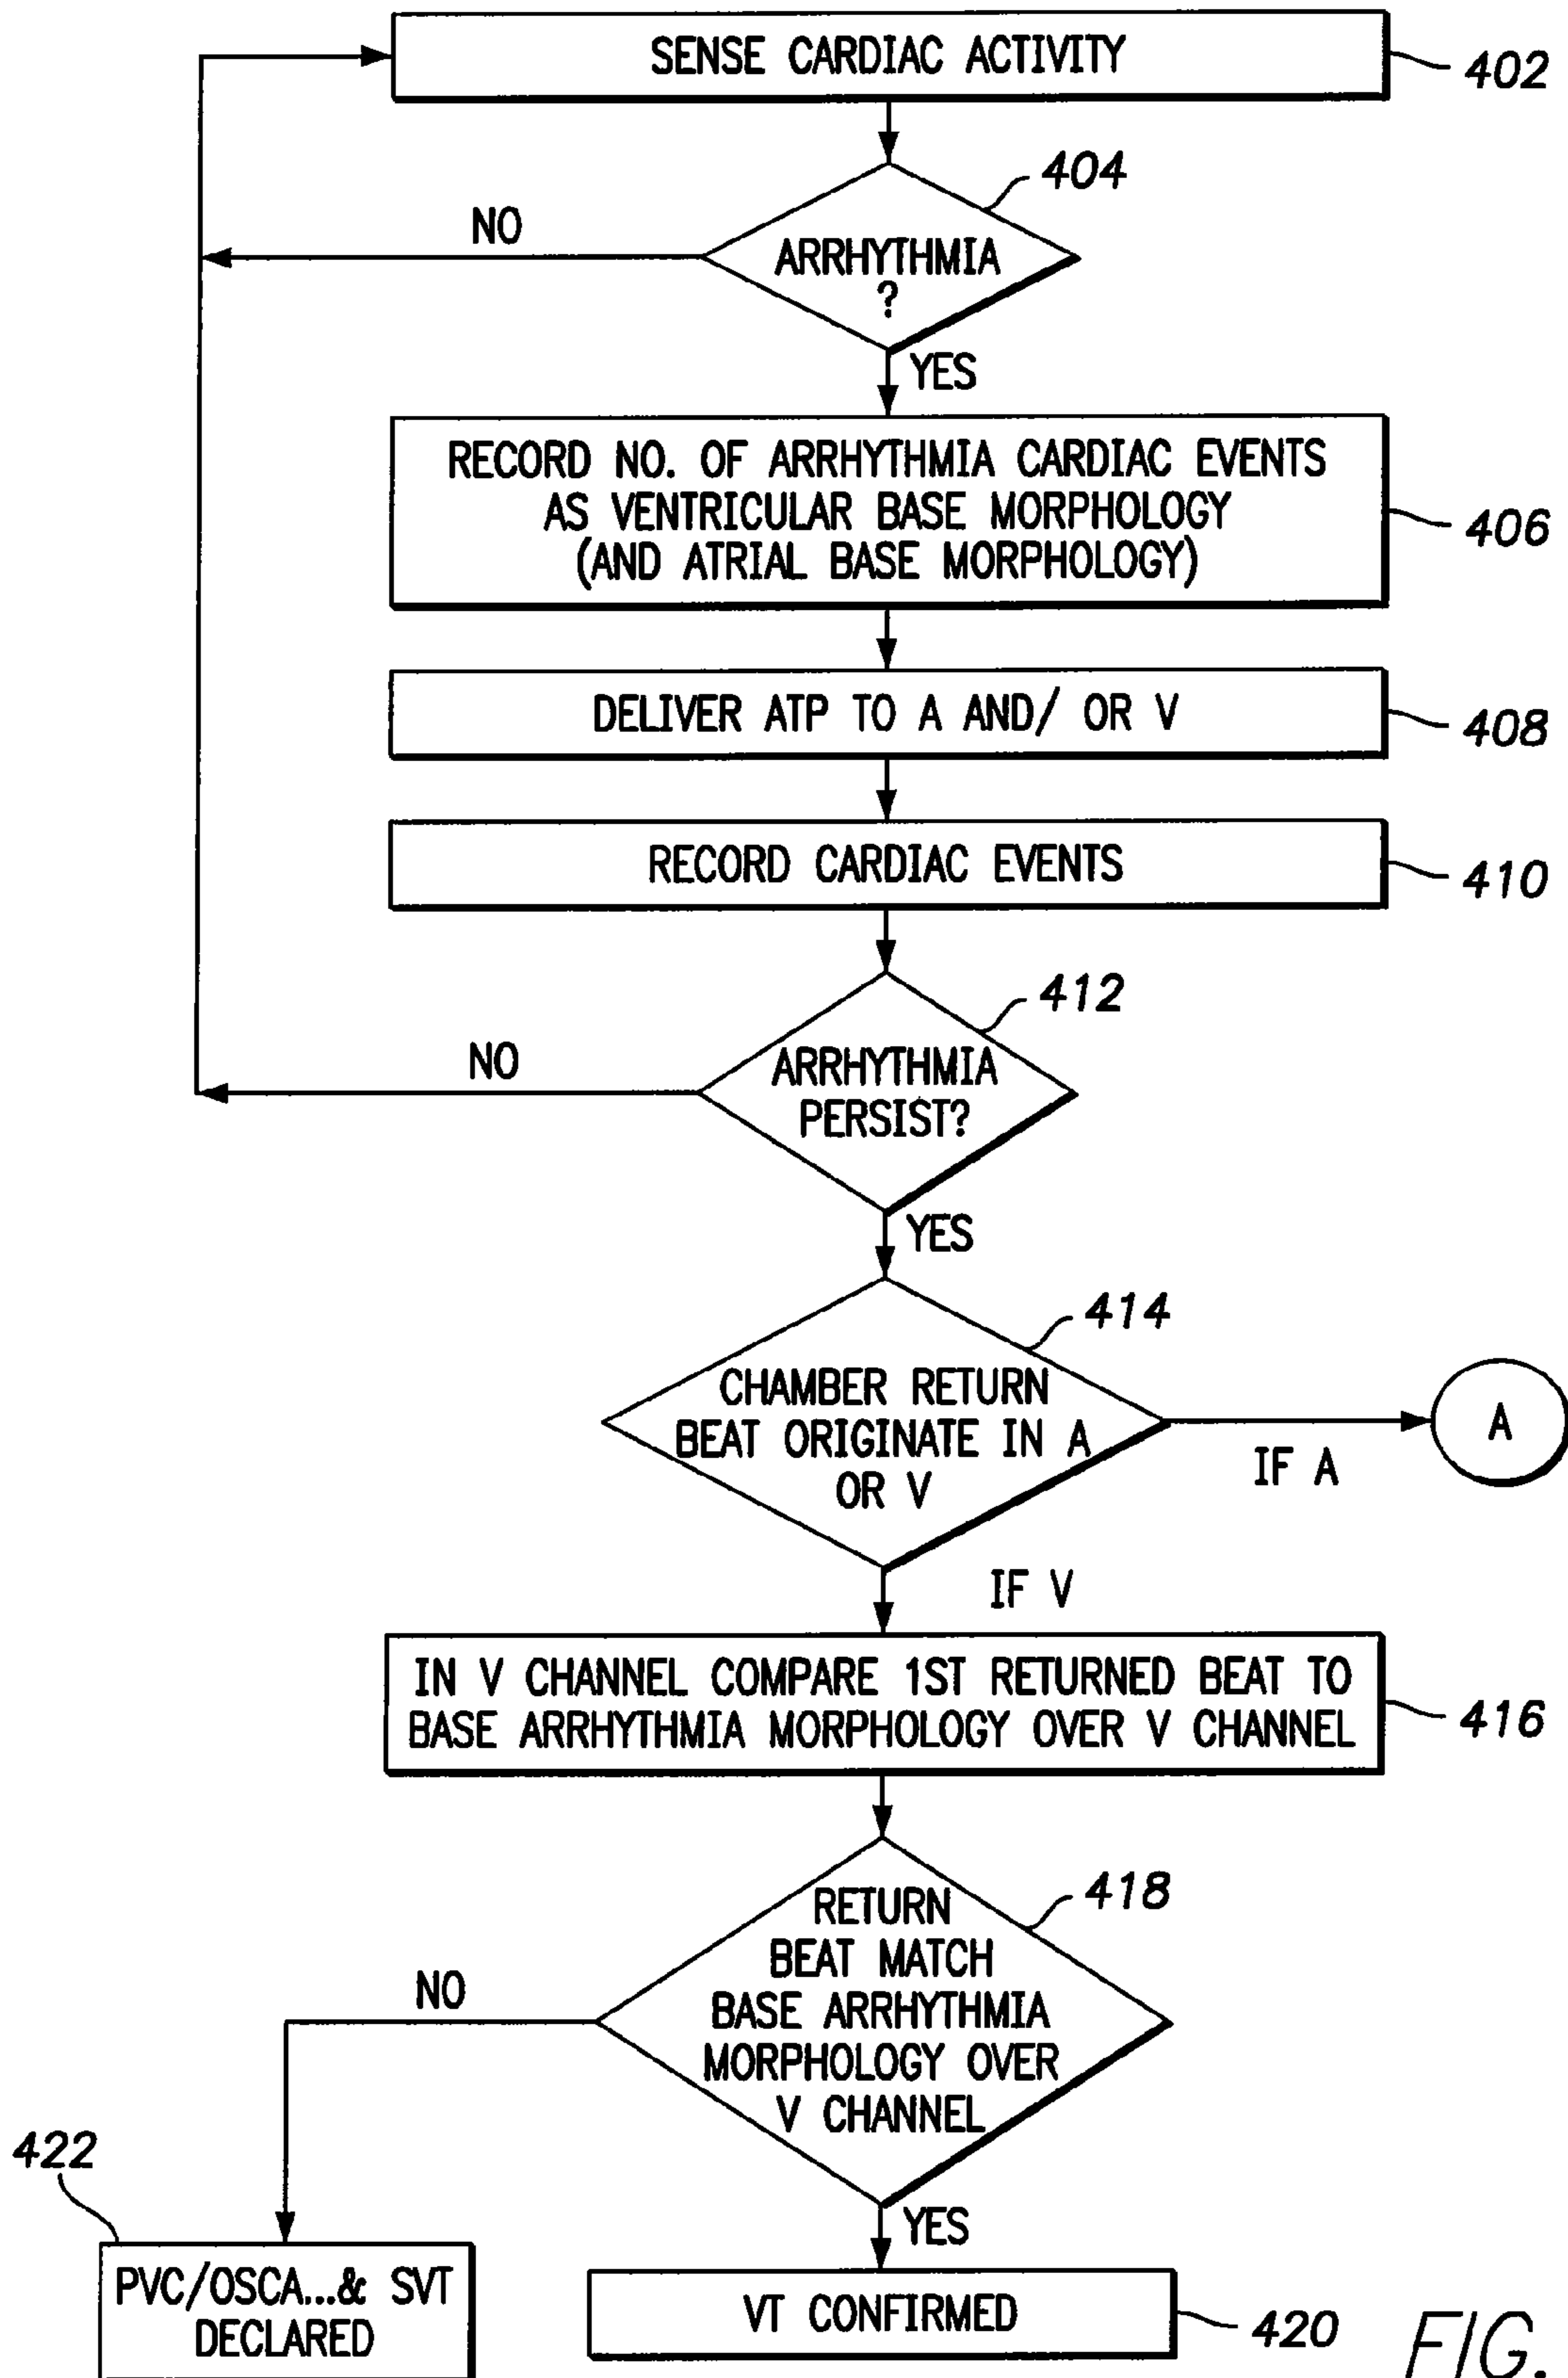 SENSE CARDIAC ACTIVITY
402
404
NO
ARRHYTHMIA
?
YES
RECORD NO. OF ARRHYTHMIA CARDIAC EVENTS
AS VENTRICULAR BASE MORPHOLOGY
(AND ATRIAL BASE MORPHOLOGY)
406
DELIVER ATP TO A AND/ OR V
408
RECORD CARDIAC EVENTS
410
412
NO
ARRHYTHMIA
PERSIST?
YES
414
CHAMBER RETURN
BEAT ORIGINATE IN A
OR V
A
IF A
IF V
IN V CHANNEL COMPARE 1ST RETURNED BEAT TO
BASE ARRHYTHMIA MORPHOLOGY OVER V CHANNEL
416
418
RETURN
BEAT MATCH
BASE ARRHYTHMIA
MORPHOLOGY OVER
V CHANNEL
NO
422
YES
PVC/OSCA...& SVT
DECLARED
VT CONFIRMED
420
FIG.